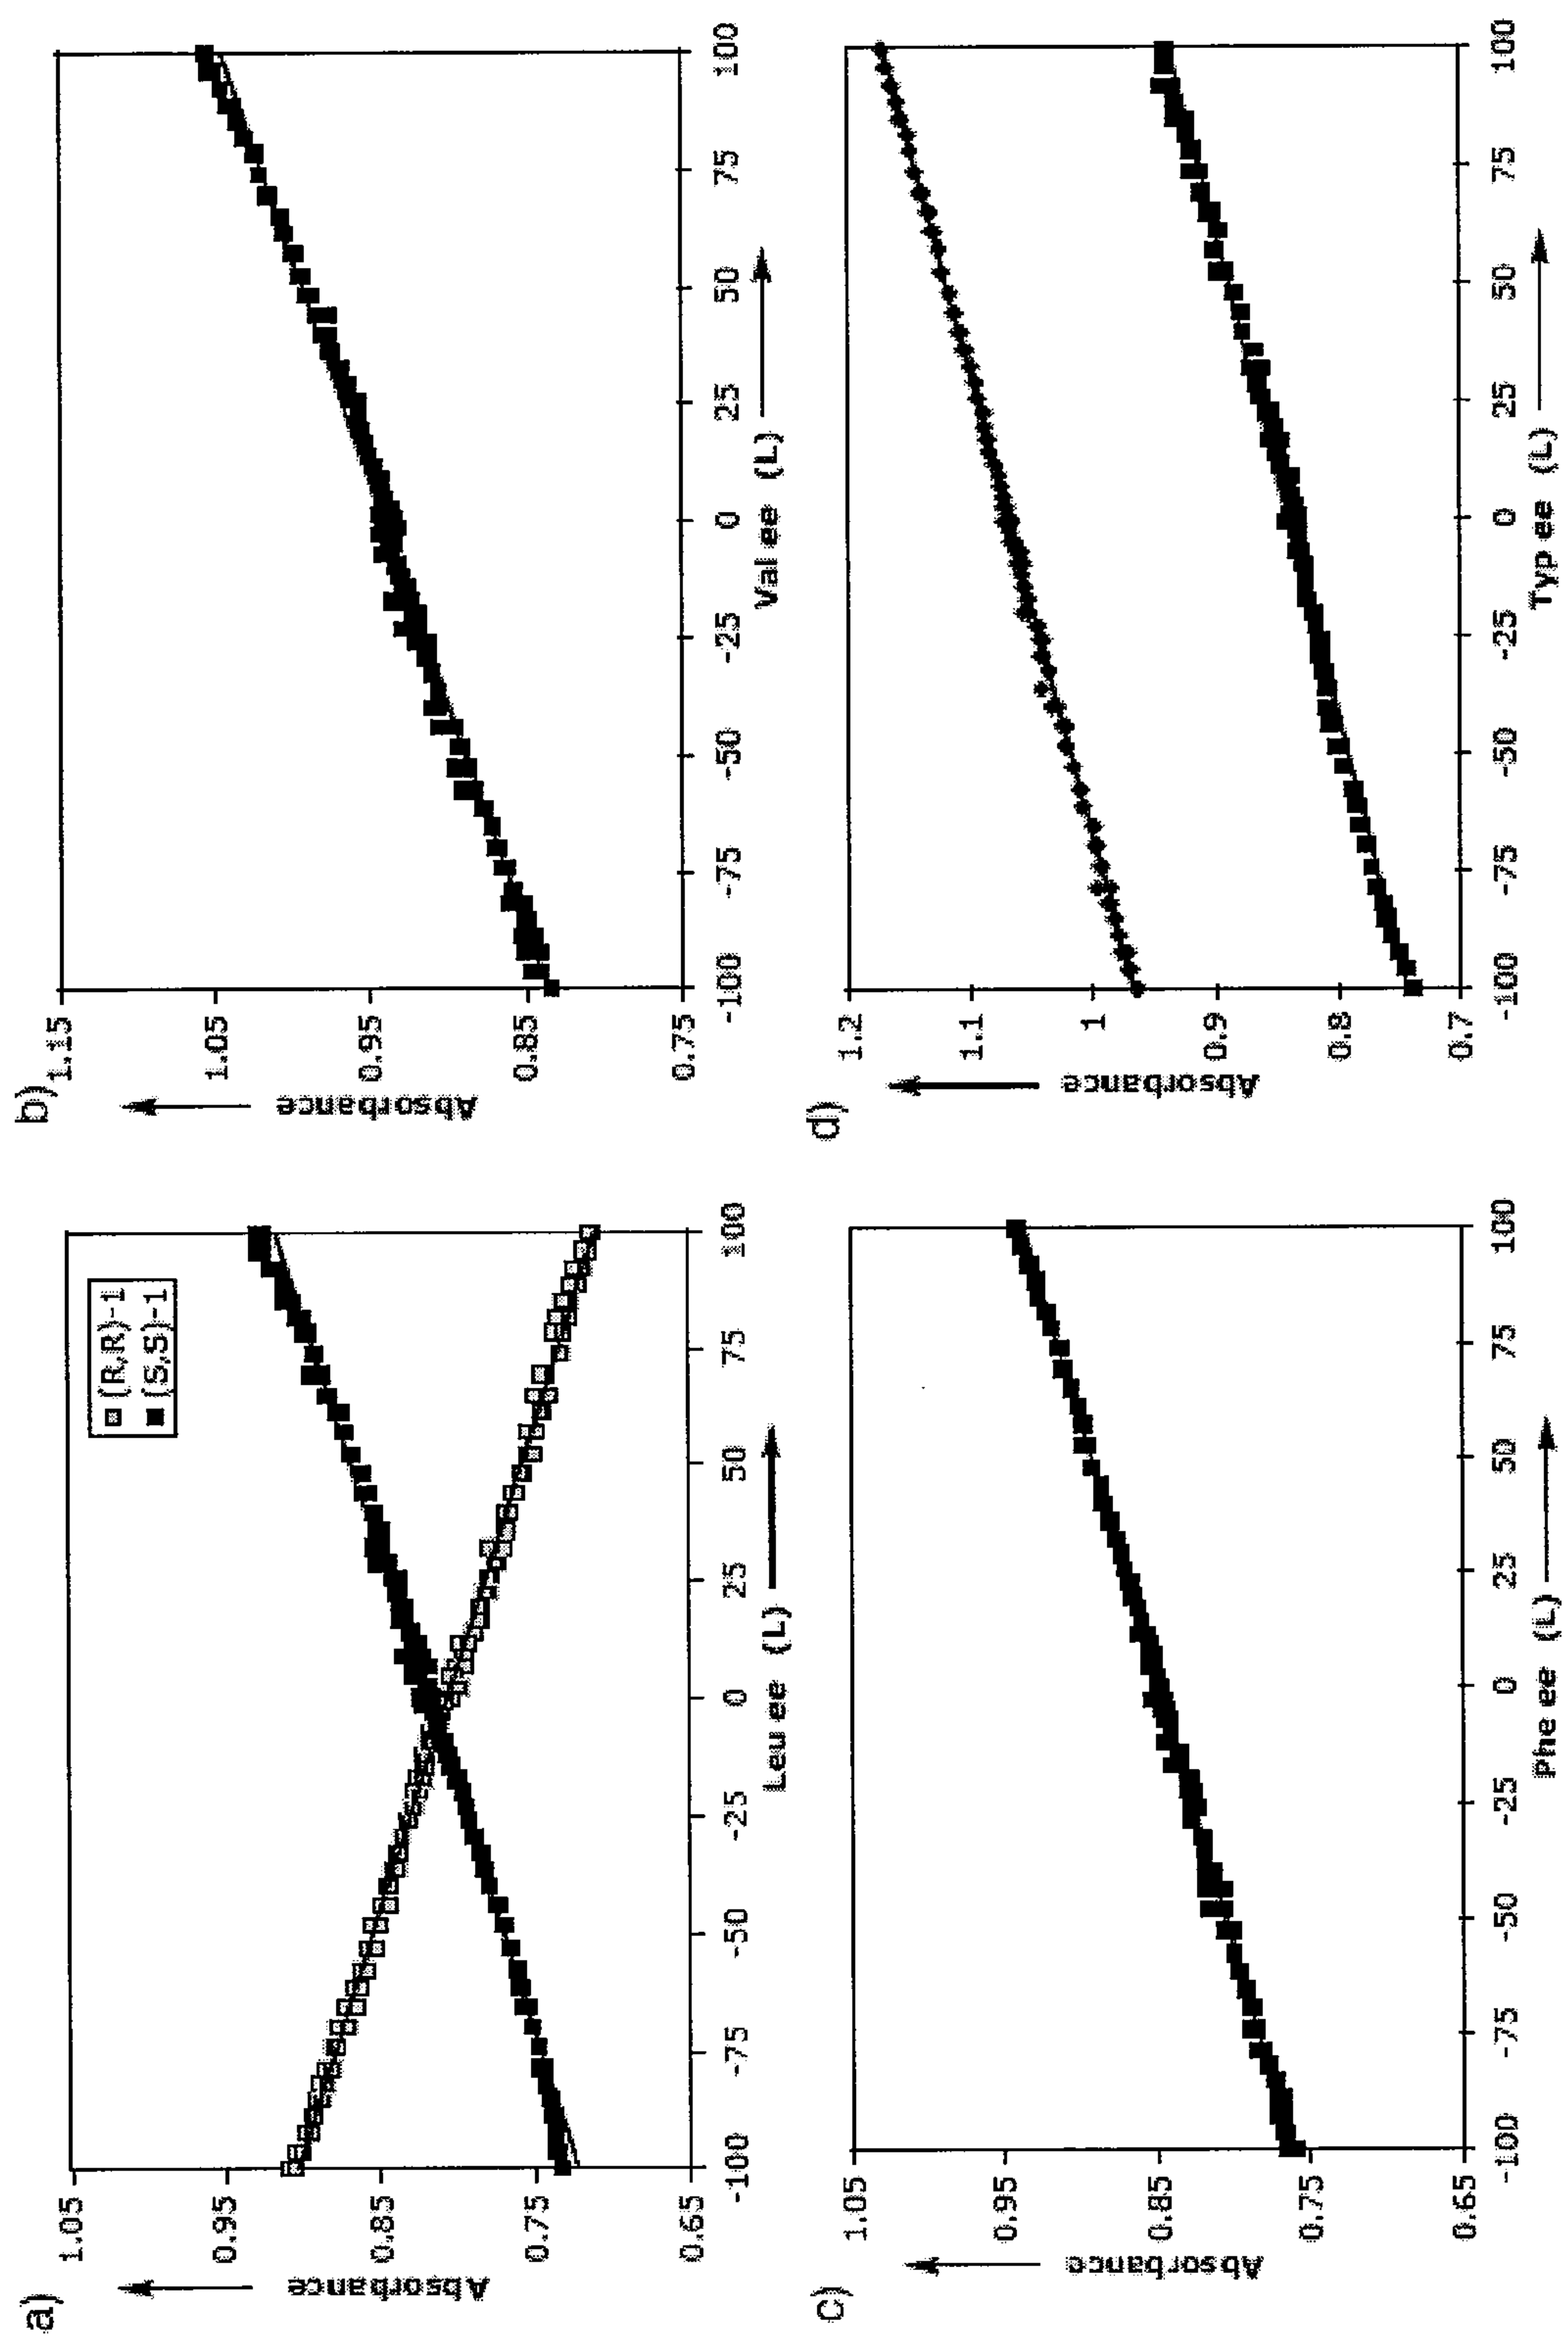 a)
1.05
0.95
0.85
0.75
0.65
Absorbance
(R,R)-1
(S,S)-1
-100 -75 -50 -25 0 25 50 75 100
Leu ee (L)
b)
1.15
1.05
0.95
0.85
0.75
Absorbance
-100 -75 -50 -25 0 25 50 75 100
Val ee (L)
c)
1.05
0.95
0.85
0.75
0.65
Absorbance
-100 -75 -50 -25 0 25 50 75 100
Phe ee (L)
d)
1.2
1.1
1
0.9
0.8
0.7
Absorbance
-100 -75 -50 -25 0 25 50 75 100
Typ ee (L)